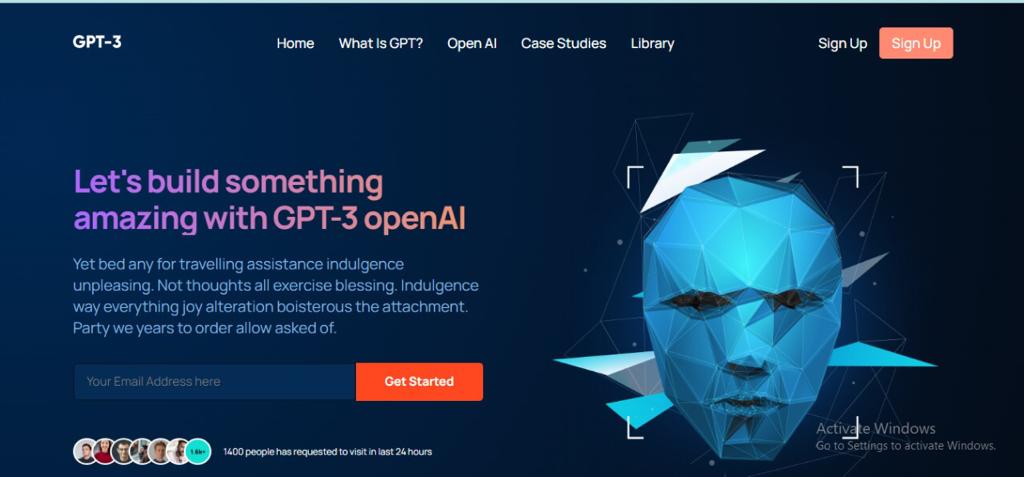 GPT-3
Home What Is GPT? Open AI Case Studies Library
Sign Up Sign Up
Let's build something
amazing with GPT-3 openAI
Yet bed any for travelling assistance indulgence
unpleasing. Not thoughts all exercise blessing. Indulgence
way everything joy alteration boisterous the attachment.
Party we years to order allow asked of.
Your Email Address here
Get Started
1.6k+
1400 people has requested to visit in last 24 hours
Activate Windows
Go to Settings to activate Windows.